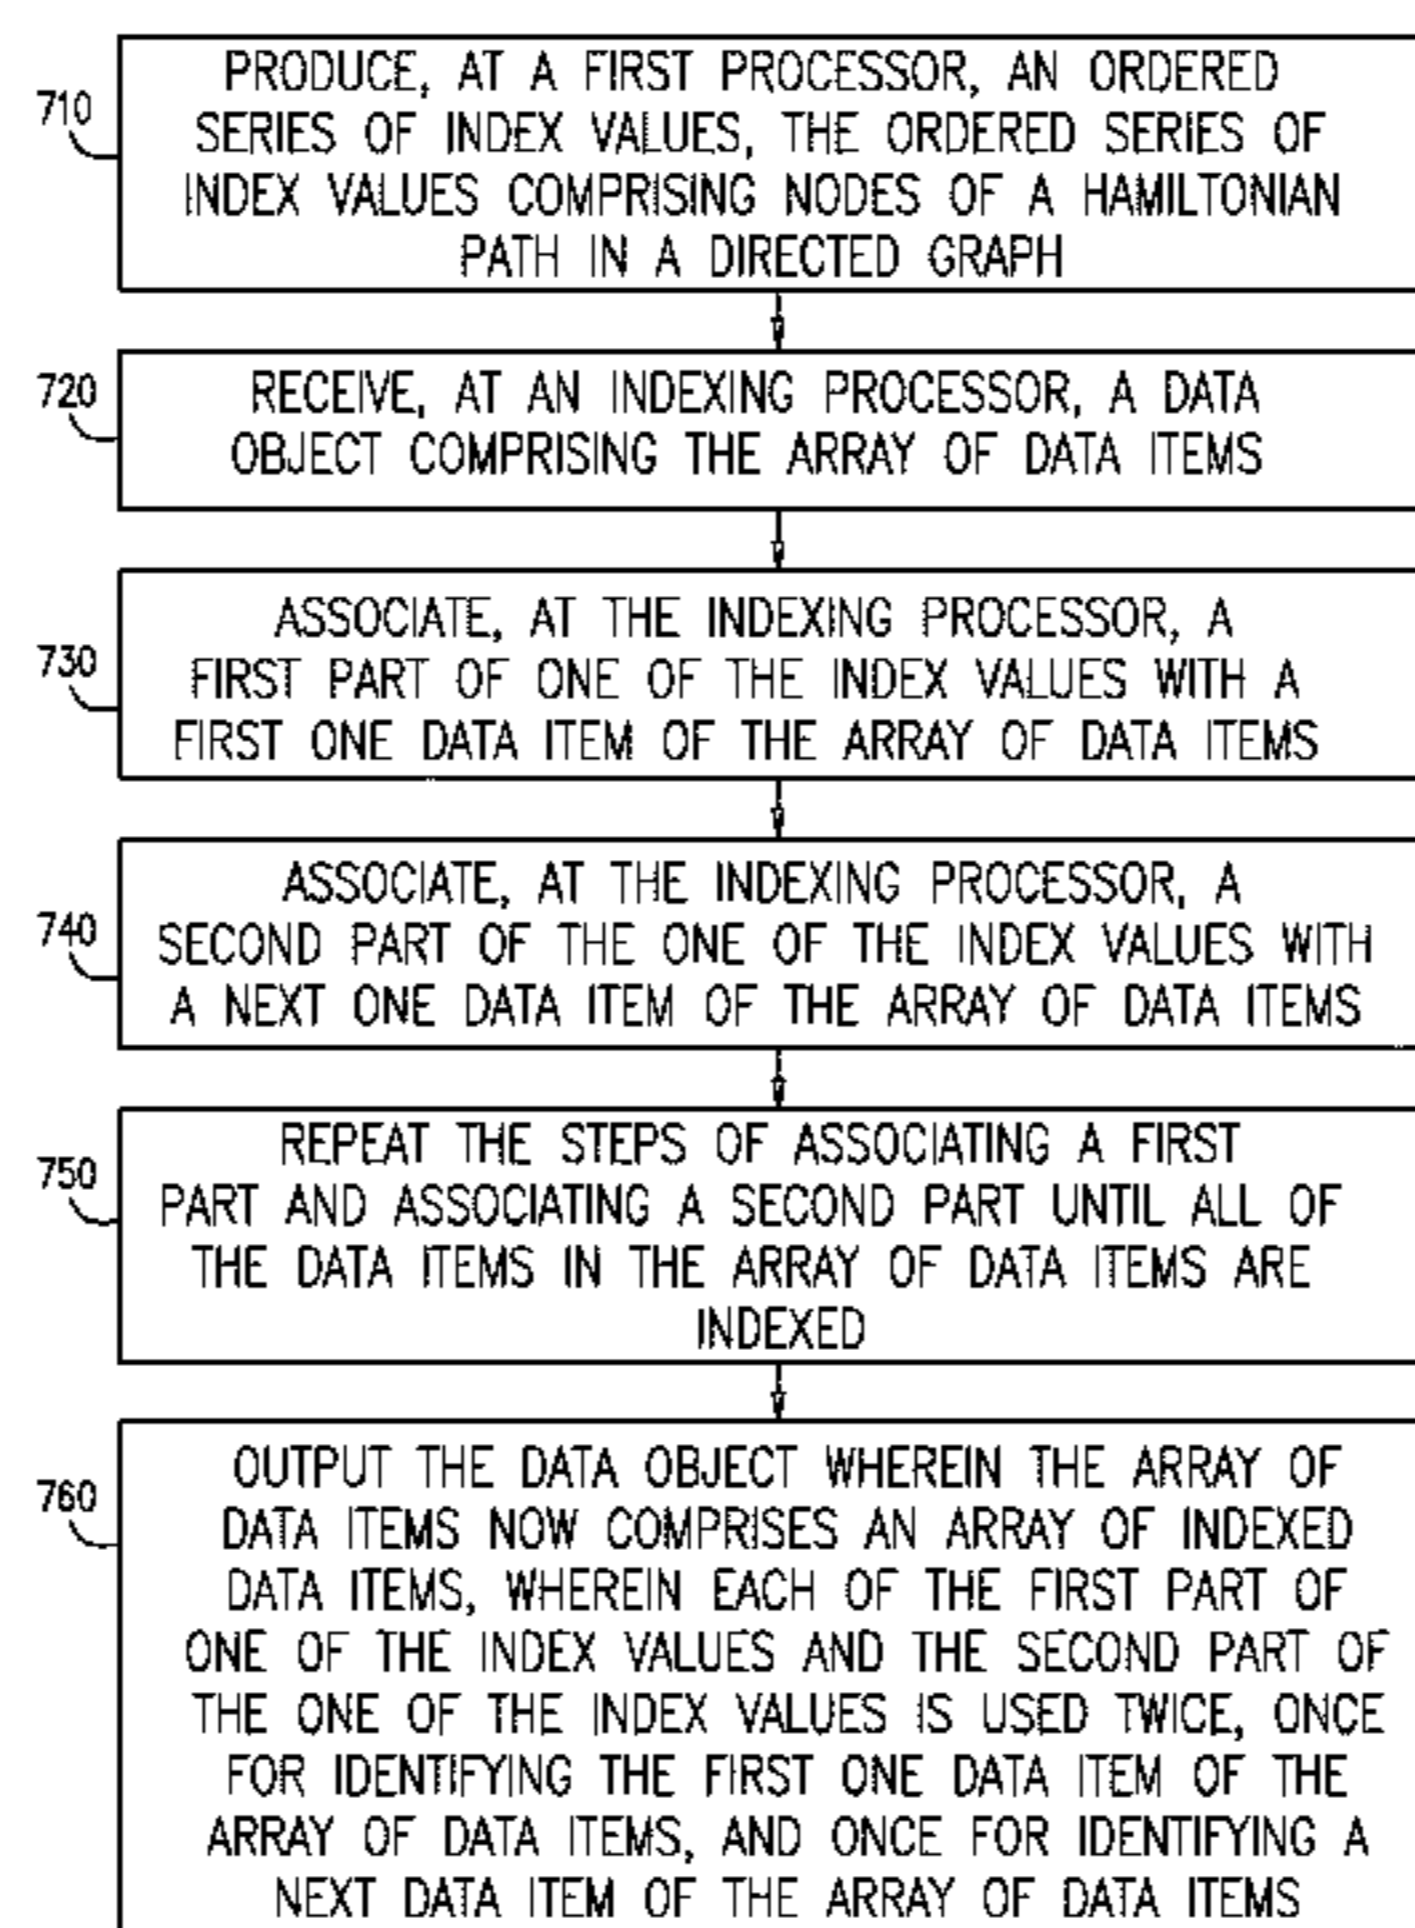 710
PRODUCE, AT A FIRST PROCESSOR, AN ORDERED
SERIES OF INDEX VALUES, THE ORDERED SERIES OF
INDEX VALUES COMPRISING NODES OF A HAMILTONIAN
PATH IN A DIRECTED GRAPH
720
RECEIVE, AT AN INDEXING PROCESSOR, A DATA
OBJECT COMPRISING THE ARRAY OF DATA ITEMS
730
ASSOCIATE, AT THE INDEXING PROCESSOR, A
FIRST PART OF ONE OF THE INDEX VALUES WITH A
FIRST ONE DATA ITEM OF THE ARRAY OF DATA ITEMS
740
ASSOCIATE, AT THE INDEXING PROCESSOR, A
SECOND PART OF THE ONE OF THE INDEX VALUES WITH
A NEXT ONE DATA ITEM OF THE ARRAY OF DATA ITEMS
750
REPEAT THE STEPS OF ASSOCIATING A FIRST
PART AND ASSOCIATING A SECOND PART UNTIL ALL OF
THE DATA ITEMS IN THE ARRAY OF DATA ITEMS ARE
INDEXED
760
OUTPUT THE DATA OBJECT WHEREIN THE ARRAY OF
DATA ITEMS NOW COMPRISES AN ARRAY OF INDEXED
DATA ITEMS, WHEREIN EACH OF THE FIRST PART OF
ONE OF THE INDEX VALUES AND THE SECOND PART OF
THE ONE OF THE INDEX VALUES IS USED TWICE, ONCE
FOR IDENTIFYING THE FIRST ONE DATA ITEM OF THE
ARRAY OF DATA ITEMS, AND ONCE FOR IDENTIFYING A
NEXT DATA ITEM OF THE ARRAY OF DATA ITEMS